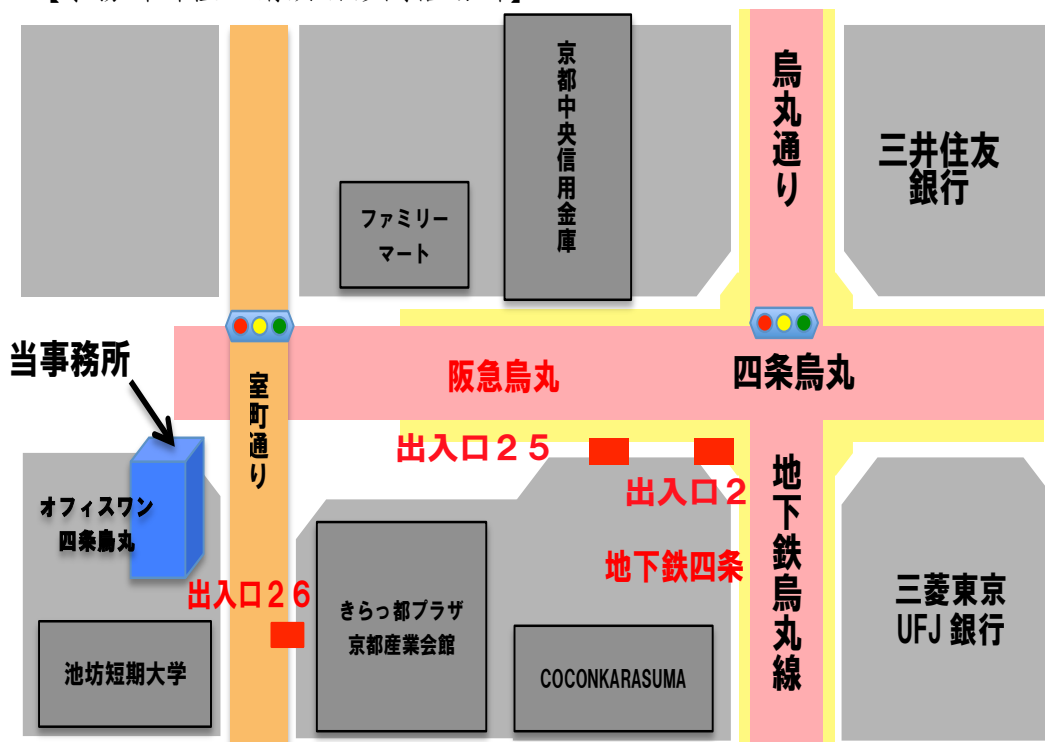 京都中央信用金庫
烏丸通り
三井住友
銀行
ファミリー
マート
当事務所
室町通り
阪急烏丸
四条烏丸
出入口２５
出入口２
地下鉄烏丸線
オフィスワン
四条烏丸
地下鉄四条
出入口２６
きらっ都プラザ
京都産業会館
三菱東京
UFJ 銀行
池坊短期大学
COCONKARASUMA